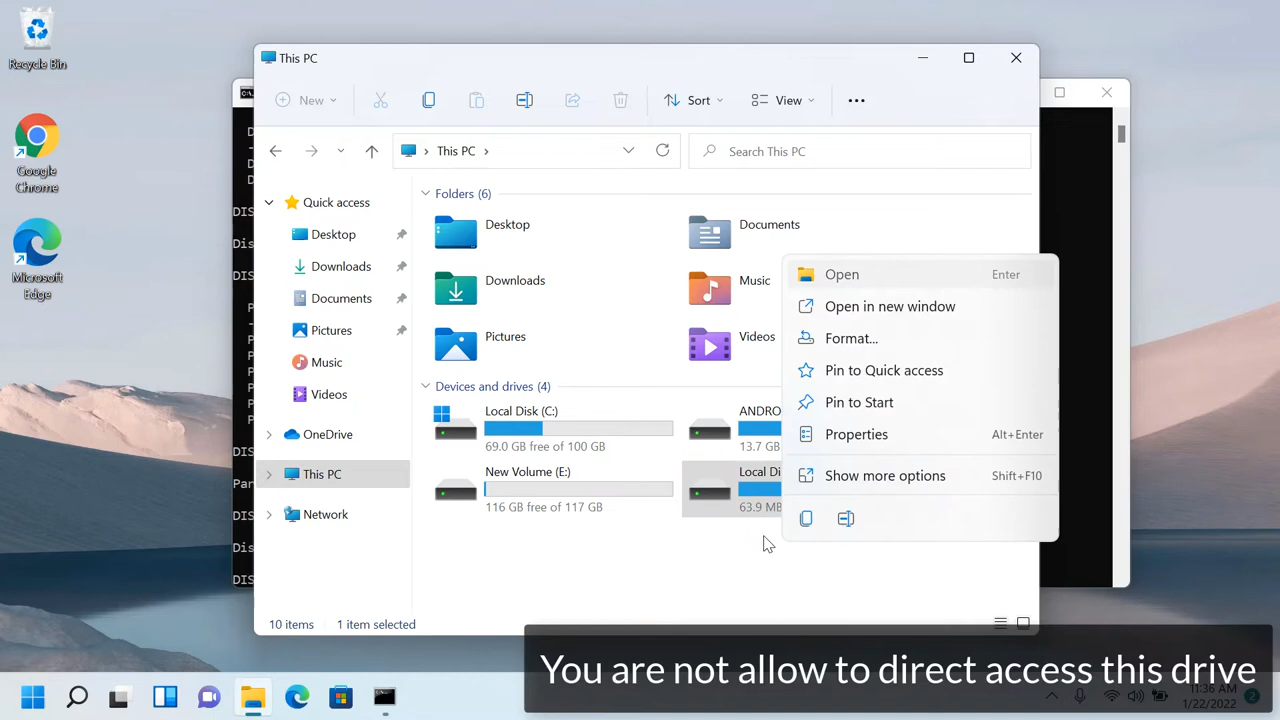 Recycle Bin
Google
Chrome
Microsoft
Edge
This PC
New
Sort
View
This PC
Search This PC
Quick access
Desktop
Downloads
Documents
Pictures
Music
Videos
OneDrive
This PC
Network
Folders (6)
Desktop
Documents
Downloads
Music
Pictures
Videos
Devices and drives (4)
Local Disk (C:)
69.0 GB free of 100 GB
ANDRO
13.7 GB
New Volume (E:)
116 GB free of 117 GB
Local Di
63.9 MB
Open Enter
Open in new window
Format...
Pin to Quick access
Pin to Start
Properties Alt+Enter
Show more options Shift+F10
10 items 1 item selected
You are not allow to direct access this drive
11:36 AM
1/22/2022
2